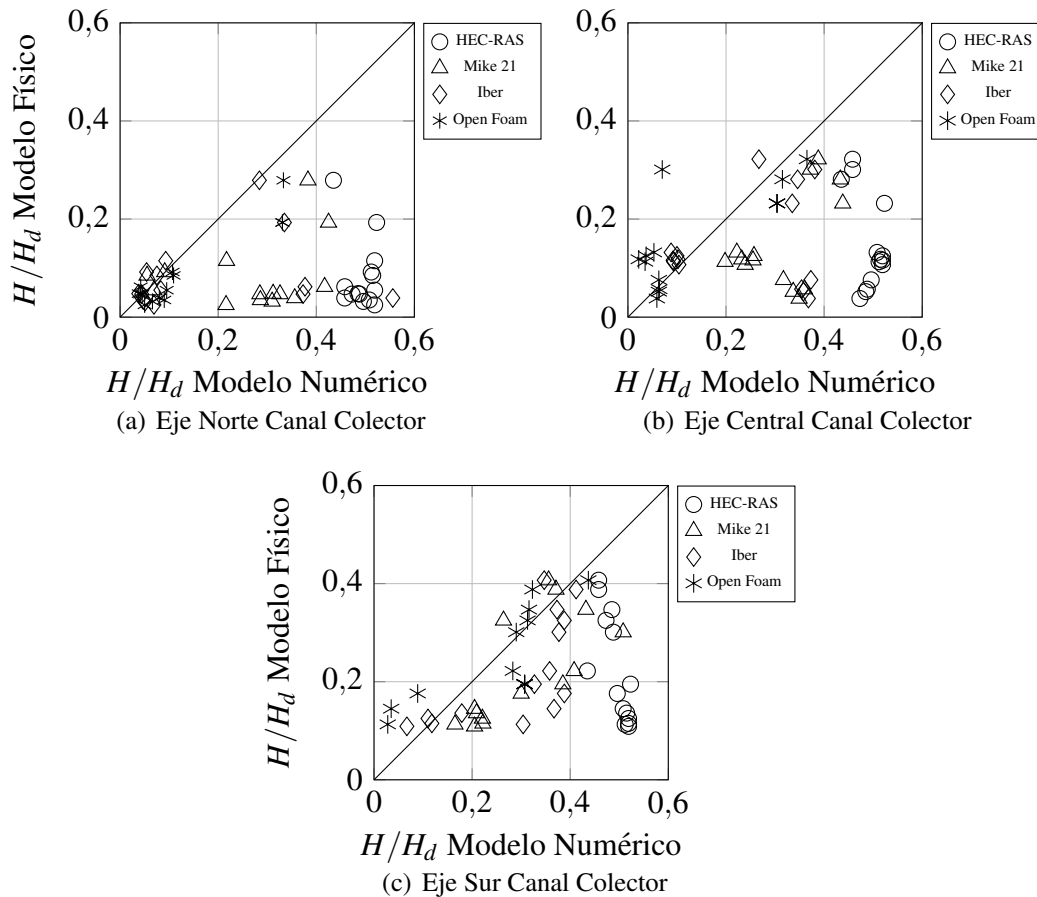 0,6
0,4
0,2
0
0
0,2
0,4
0,6
H/H_d Modelo Físico
H/H_d Modelo Numérico
HEC-RAS
Mike 21
Iber
Open Foam
(a) Eje Norte Canal Colector
0,6
0,4
0,2
0
0
0,2
0,4
0,6
H/H_d Modelo Físico
H/H_d Modelo Numérico
HEC-RAS
Mike 21
Iber
Open Foam
(b) Eje Central Canal Colector
0,6
0,4
0,2
0
0
0,2
0,4
0,6
H/H_d Modelo Físico
H/H_d Modelo Numérico
HEC-RAS
Mike 21
Iber
Open Foam
(c) Eje Sur Canal Colector